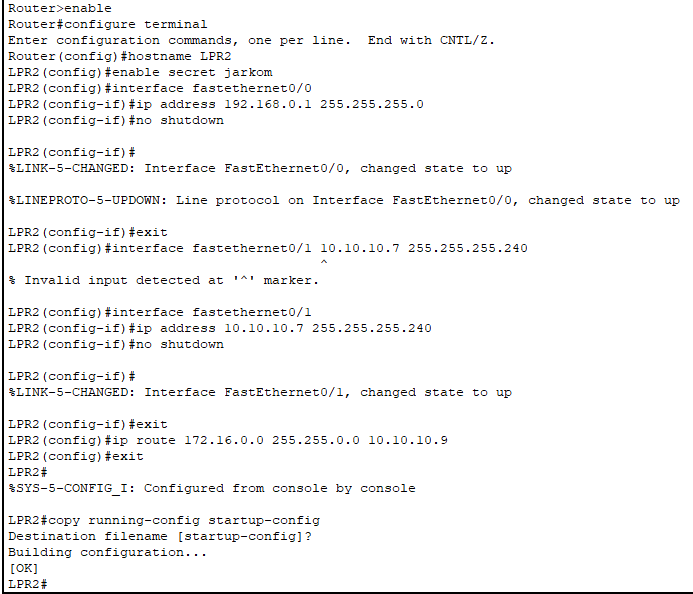 Router>enable
Router#configure terminal
Enter configuration commands, one per line.  End with CNTL/Z.
Router(config)#hostname LPR2
LPR2(config)#enable secret jarkom
LPR2(config)#interface fastethernet0/0
LPR2(config-if)#ip address 192.168.0.1 255.255.255.0
LPR2(config-if)#no shutdown

LPR2(config-if)#
%LINK-5-CHANGED: Interface FastEthernet0/0, changed state to up

%LINEPROTO-5-UPDOWN: Line protocol on Interface FastEthernet0/0, changed state to up

LPR2(config-if)#exit
LPR2(config)#interface fastethernet0/1 10.10.10.7 255.255.255.240
                                       ^
% Invalid input detected at '^' marker.

LPR2(config)#interface fastethernet0/1
LPR2(config-if)#ip address 10.10.10.7 255.255.255.240
LPR2(config-if)#no shutdown

LPR2(config-if)#
%LINK-5-CHANGED: Interface FastEthernet0/1, changed state to up

LPR2(config-if)#exit
LPR2(config)#ip route 172.16.0.0 255.255.0.0 10.10.10.9
LPR2(config)#exit
LPR2#
%SYS-5-CONFIG_I: Configured from console by console

LPR2#copy running-config startup-config
Destination filename [startup-config]?
Building configuration...
[OK]
LPR2#